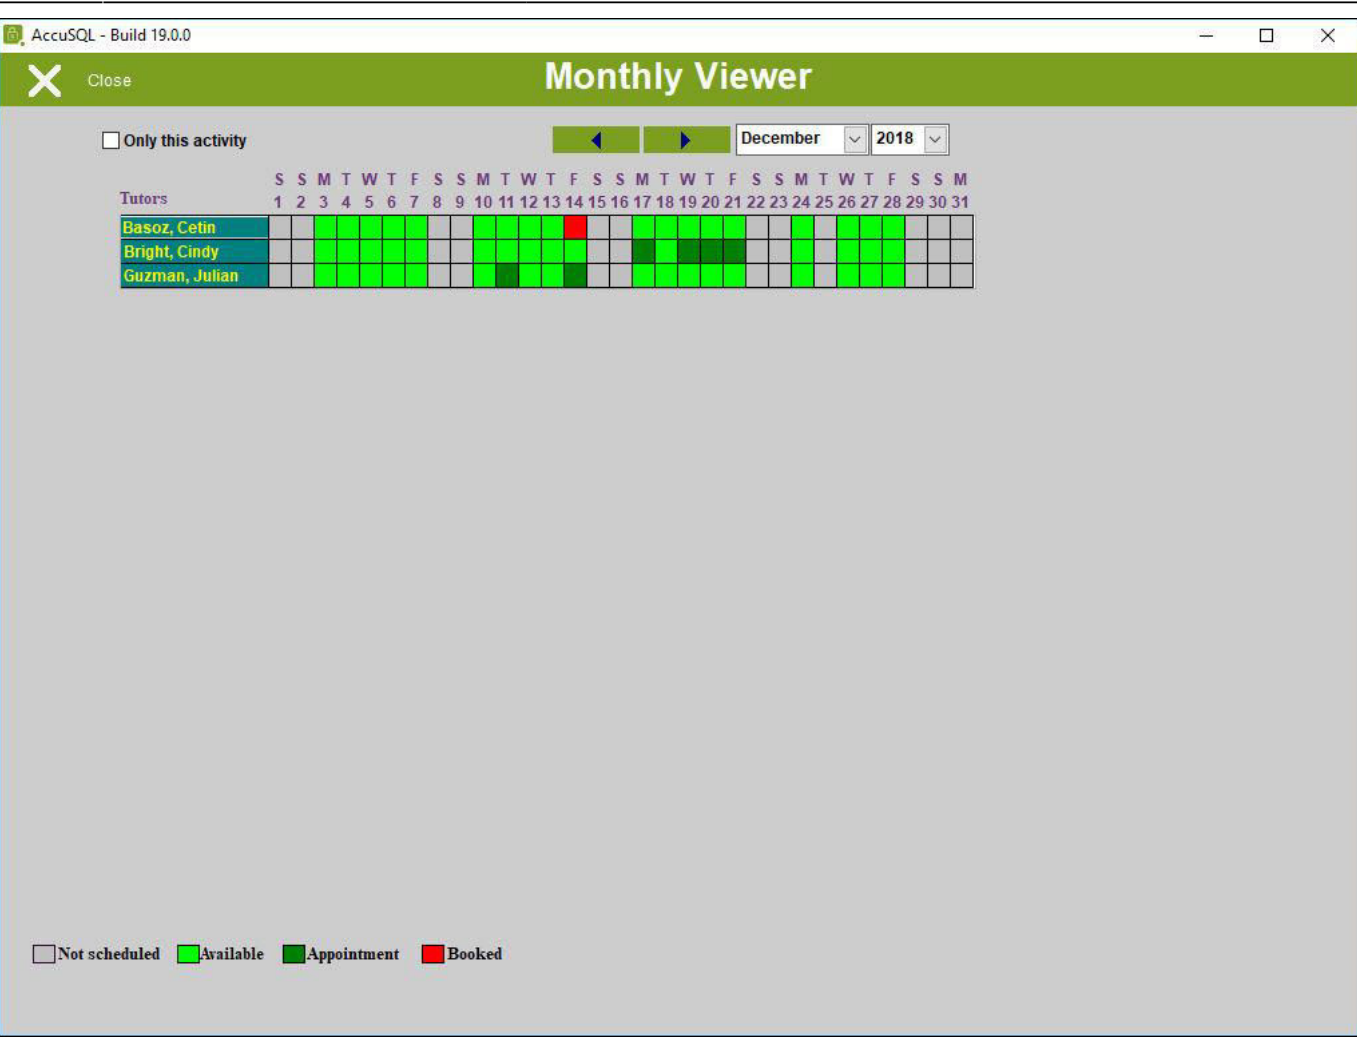 AccuSQL - Build 19.0.0
Close
Monthly Viewer
Only this activity
December 2018
S S M T W T F S S M T W T F S S M T W T F S S M T W T F S S M
Tutors 1 2 3 4 5 6 7 8 9 10 11 12 13 14 15 16 17 18 19 20 21 22 23 24 25 26 27 28 29 30 31
Basoz, Cetin
Bright, Cindy
Guzman, Julian
Not scheduled Available Appointment Booked